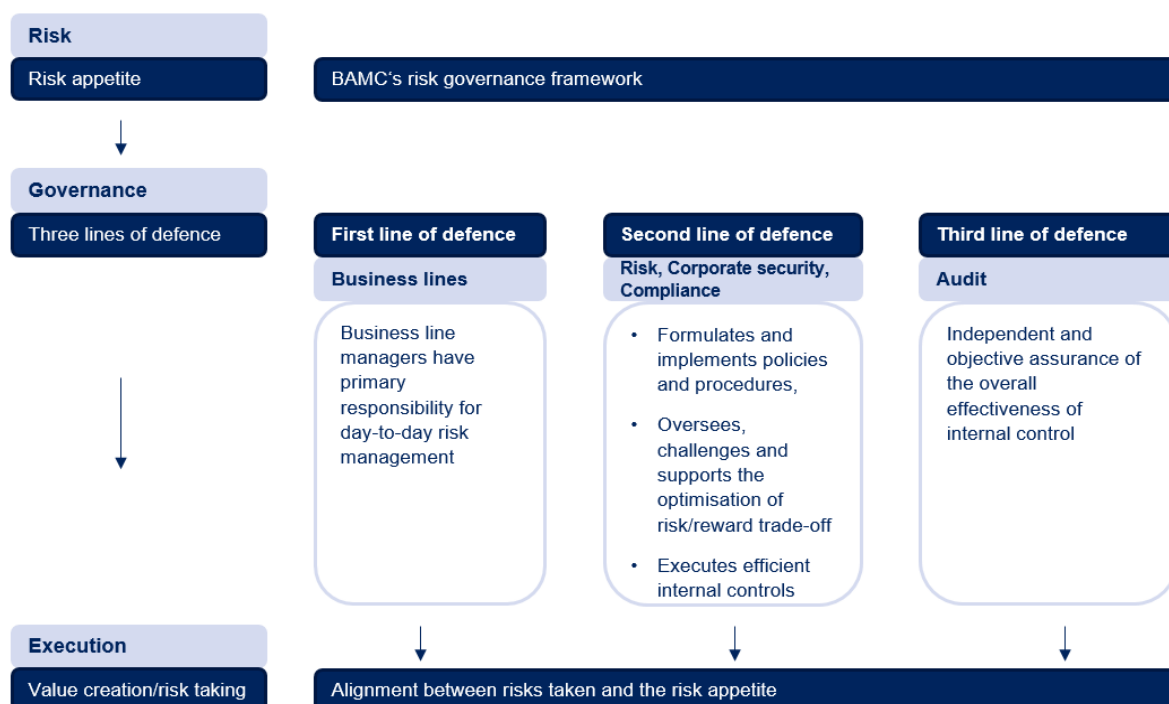 Risk
Risk appetite
BAMC‘s risk governance framework
Governance
Three lines of defence
First line of defence
Second line of defence
Third line of defence
Business lines
Risk, Corporate security,
Compliance
Audit
Business line
managers have
primary
responsibility for
day-to-day risk
management
• Formulates and
implements policies
and procedures,
• Oversees,
challenges and
supports the
optimisation of
risk/reward trade-off
• Executes efficient
internal controls
Independent and
objective assurance of
the overall
effectiveness of
internal control
Execution
Value creation/risk taking
Alignment between risks taken and the risk appetite